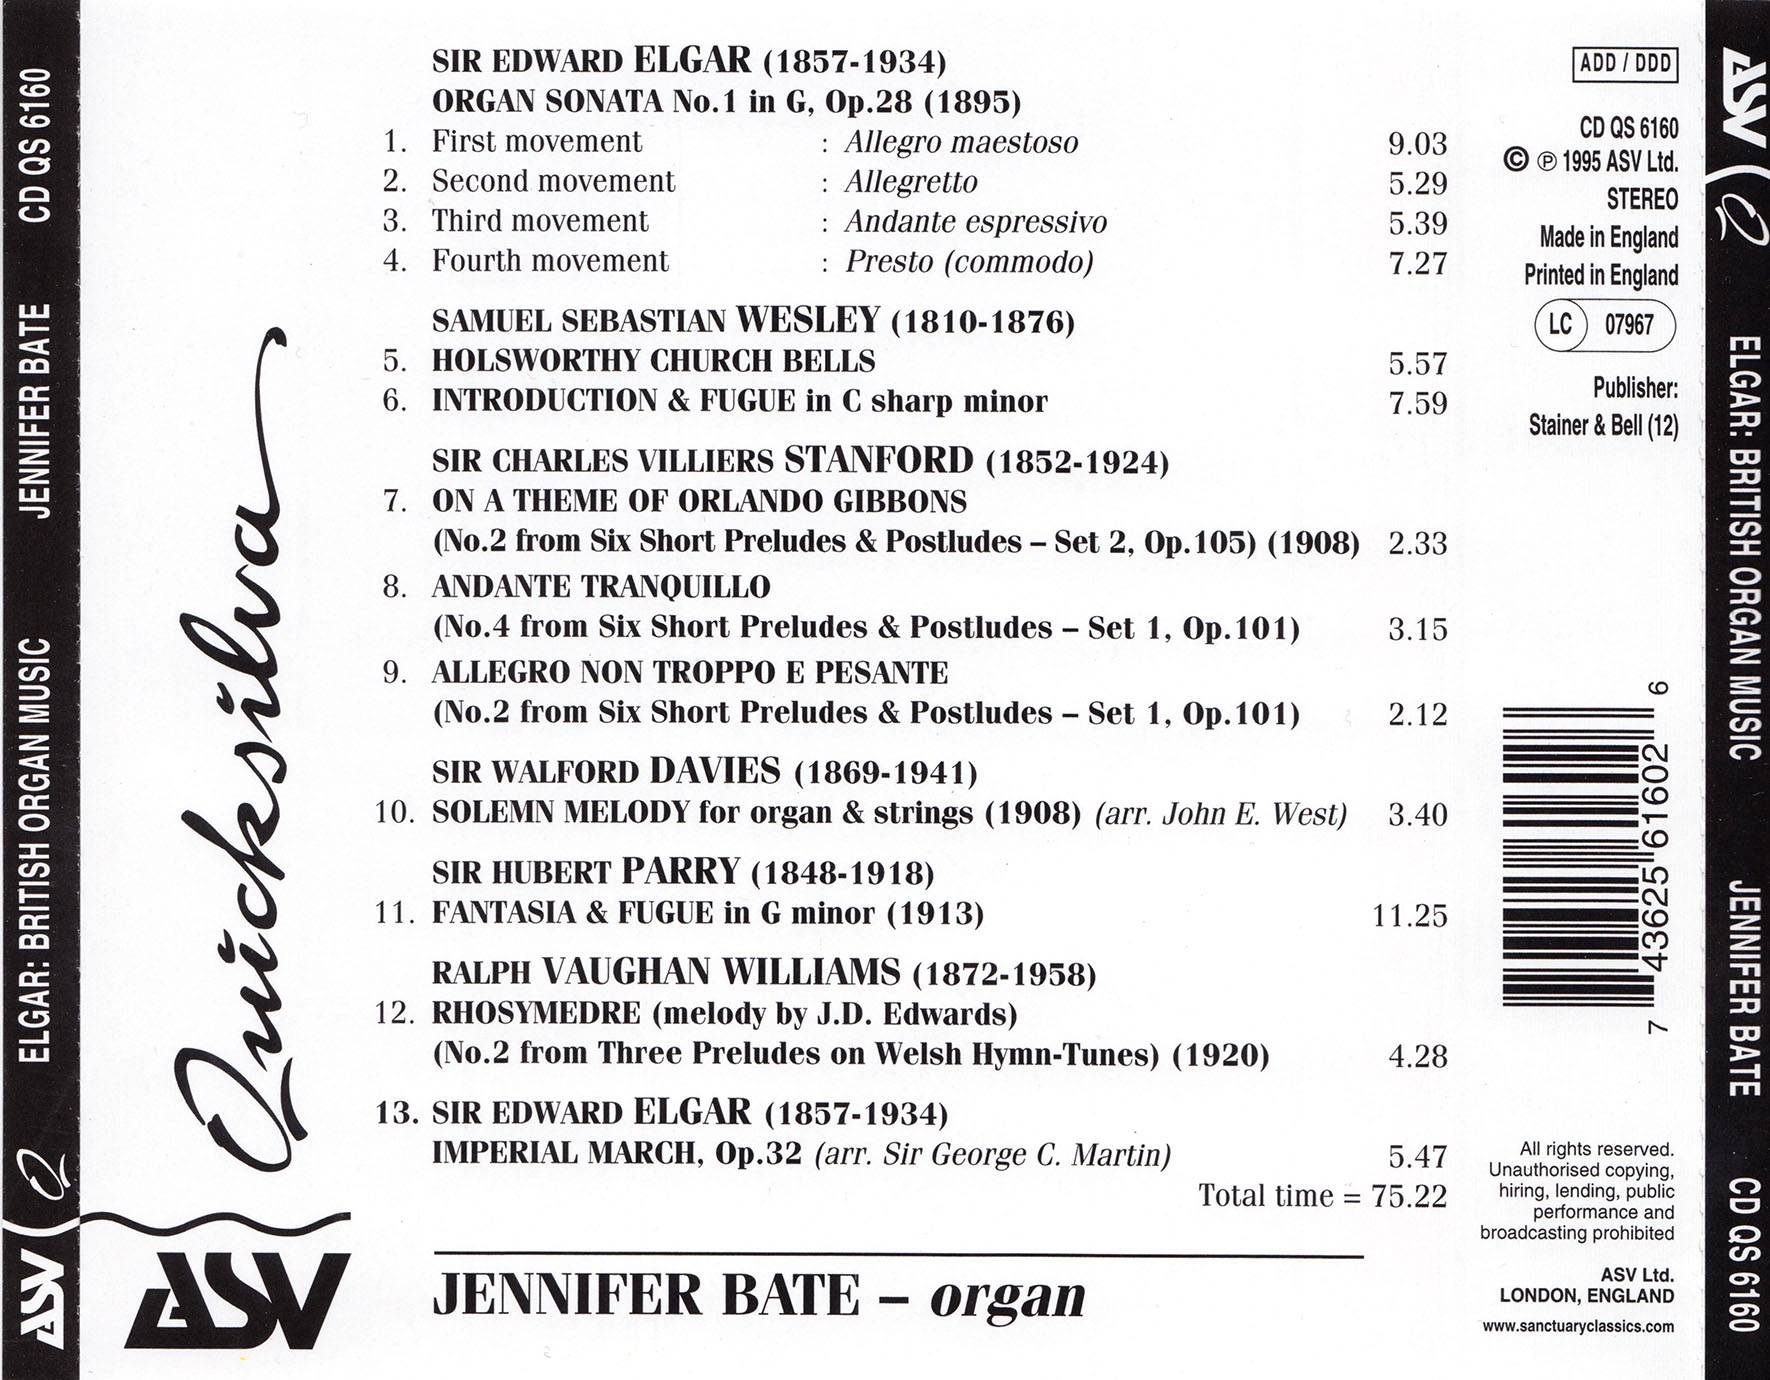 ELGAR: BRITISH ORGAN MUSIC JENNIFER BATE CD QS 6160
ASV Q
Quicksilva
ASV
SIR EDWARD ELGAR (1857-1934)
ORGAN SONATA No.1 in G, Op.28 (1895)
1. First movement : Allegro maestoso 9.03
2. Second movement : Allegretto 5.29
3. Third movement : Andante espressivo 5.39
4. Fourth movement : Presto (commodo) 7.27
SAMUEL SEBASTIAN WESLEY (1810-1876)
5. HOLSWORTHY CHURCH BELLS 5.57
6. INTRODUCTION & FUGUE in C sharp minor 7.59
SIR CHARLES VILLIERS STANFORD (1852-1924)
7. ON A THEME OF ORLANDO GIBBONS
(No.2 from Six Short Preludes & Postludes – Set 2, Op.105) (1908) 2.33
8. ANDANTE TRANQUILLO
(No.4 from Six Short Preludes & Postludes – Set 1, Op.101) 3.15
9. ALLEGRO NON TROPPO E PESANTE
(No.2 from Six Short Preludes & Postludes – Set 1, Op.101) 2.12
SIR WALFORD DAVIES (1869-1941)
10. SOLEMN MELODY for organ & strings (1908) (arr. John E. West) 3.40
SIR HUBERT PARRY (1848-1918)
11. FANTASIA & FUGUE in G minor (1913) 11.25
RALPH VAUGHAN WILLIAMS (1872-1958)
12. RHOSYMEDRE (melody by J.D. Edwards)
(No.2 from Three Preludes on Welsh Hymn-Tunes) (1920) 4.28
13. SIR EDWARD ELGAR (1857-1934)
IMPERIAL MARCH, Op.32 (arr. Sir George C. Martin) 5.47
Total time = 75.22
JENNIFER BATE – organ
ADD / DDD
CD QS 6160
© ℗ 1995 ASV Ltd.
STEREO
Made in England
Printed in England
LC 07967
Publisher:
Stainer & Bell (12)
7 43625 61602 6
All rights reserved.
Unauthorised copying,
hiring, lending, public
performance and
broadcasting prohibited
ASV Ltd.
LONDON, ENGLAND
www.sanctuaryclassics.com
ASV Q
ELGAR: BRITISH ORGAN MUSIC JENNIFER BATE CD QS 6160